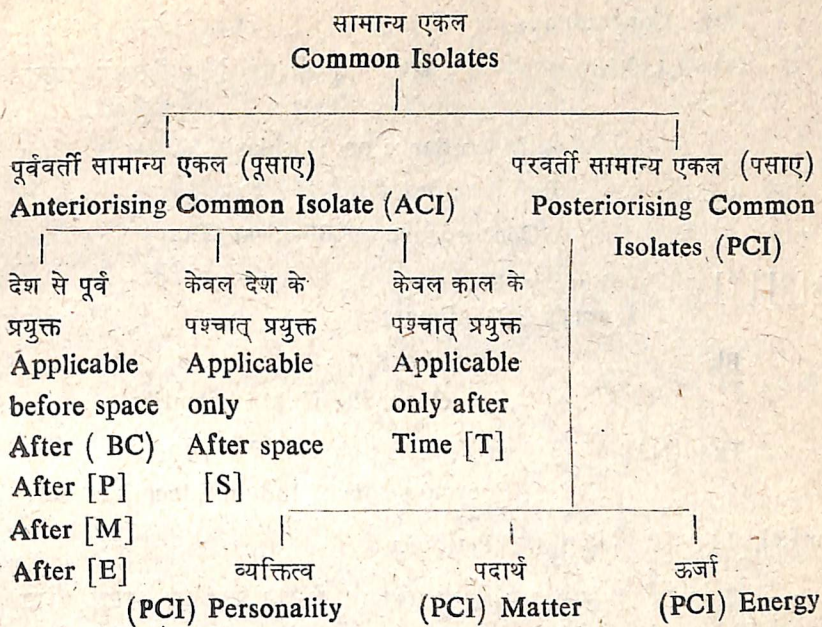 सामान्य एकल
Common Isolates
पूर्ववर्ती सामान्य एकल (पूसाए)
Anteriorising Common Isolate (ACI)
परवर्ती सामान्य एकल (पसाए)
Posteriorising Common
Isolates (PCI)
देश से पूर्व
प्रयुक्त
Applicable
before space
After ( BC)
After [P]
After [M]
After [E]
केवल देश के
पश्चात् प्रयुक्त
Applicable
only
After space
[S]
केवल काल के
पश्चात् प्रयुक्त
Applicable
only after
Time [T]
व्यक्तित्व
(PCI) Personality
पदार्थ
(PCI) Matter
ऊर्जा
(PCI) Energy